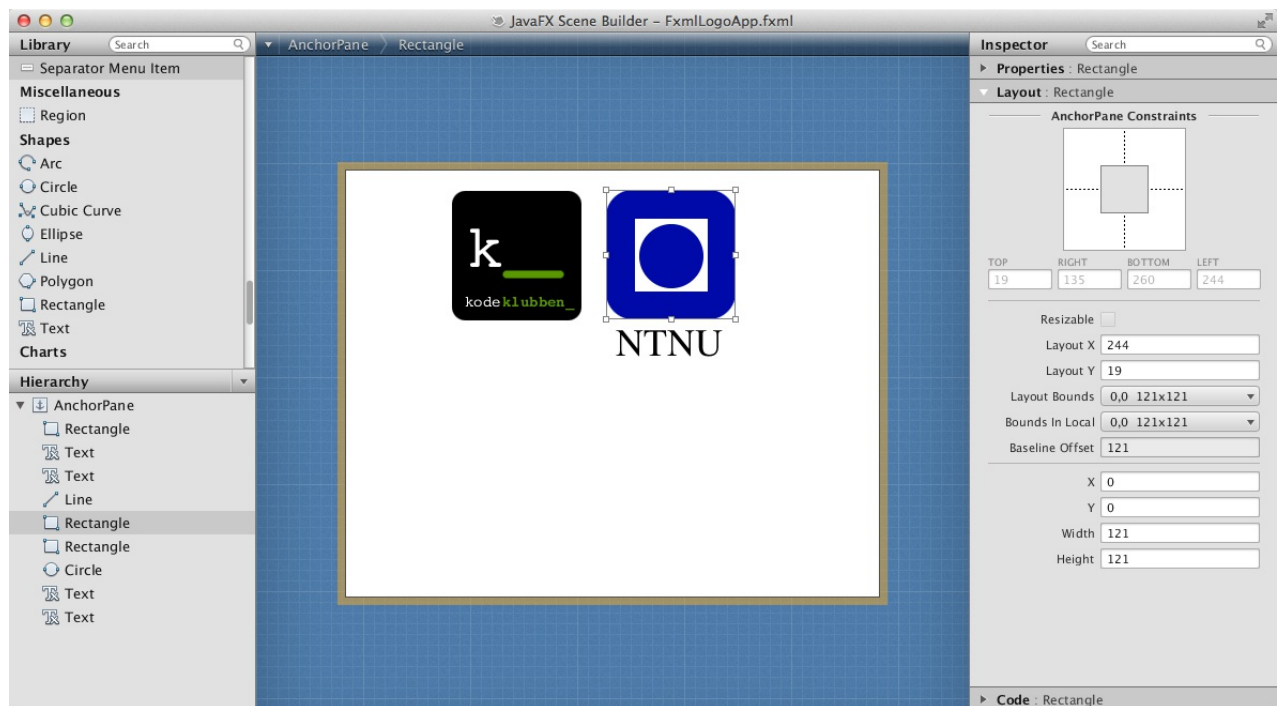 JavaFX Scene Builder – FxmlLogoApp.fxml
Library Search
Separator Menu Item
Miscellaneous
Region
Shapes
Arc
Circle
Cubic Curve
Ellipse
Line
Polygon
Rectangle
Text
Charts
Hierarchy
AnchorPane
Rectangle
Text
Text
Line
Rectangle
Rectangle
Circle
Text
Text
AnchorPane Rectangle
k_
kodeklubben_
NTNU
Inspector Search
Properties : Rectangle
Layout : Rectangle
AnchorPane Constraints
TOP RIGHT BOTTOM LEFT
19 135 260 244
Resizable
Layout X 244
Layout Y 19
Layout Bounds 0,0 121x121
Bounds In Local 0,0 121x121
Baseline Offset 121
X 0
Y 0
Width 121
Height 121
Code : Rectangle